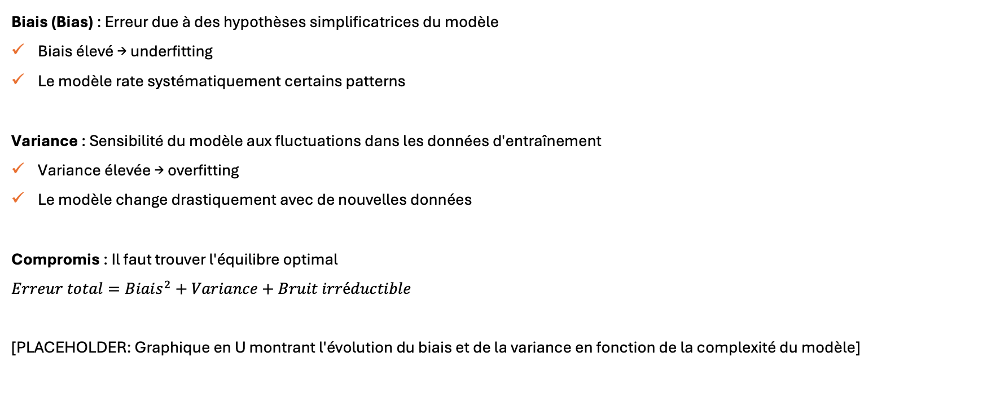 Biais (Bias) : Erreur due à des hypothèses simplificatrices du modèle
✓ Biais élevé → underfitting
✓ Le modèle rate systématiquement certains patterns
Variance : Sensibilité du modèle aux fluctuations dans les données d'entraînement
✓ Variance élevée → overfitting
✓ Le modèle change drastiquement avec de nouvelles données
Compromis : Il faut trouver l'équilibre optimal
Erreur total = Biais² + Variance + Bruit irréductible
[PLACEHOLDER: Graphique en U montrant l'évolution du biais et de la variance en fonction de la complexité du modèle]